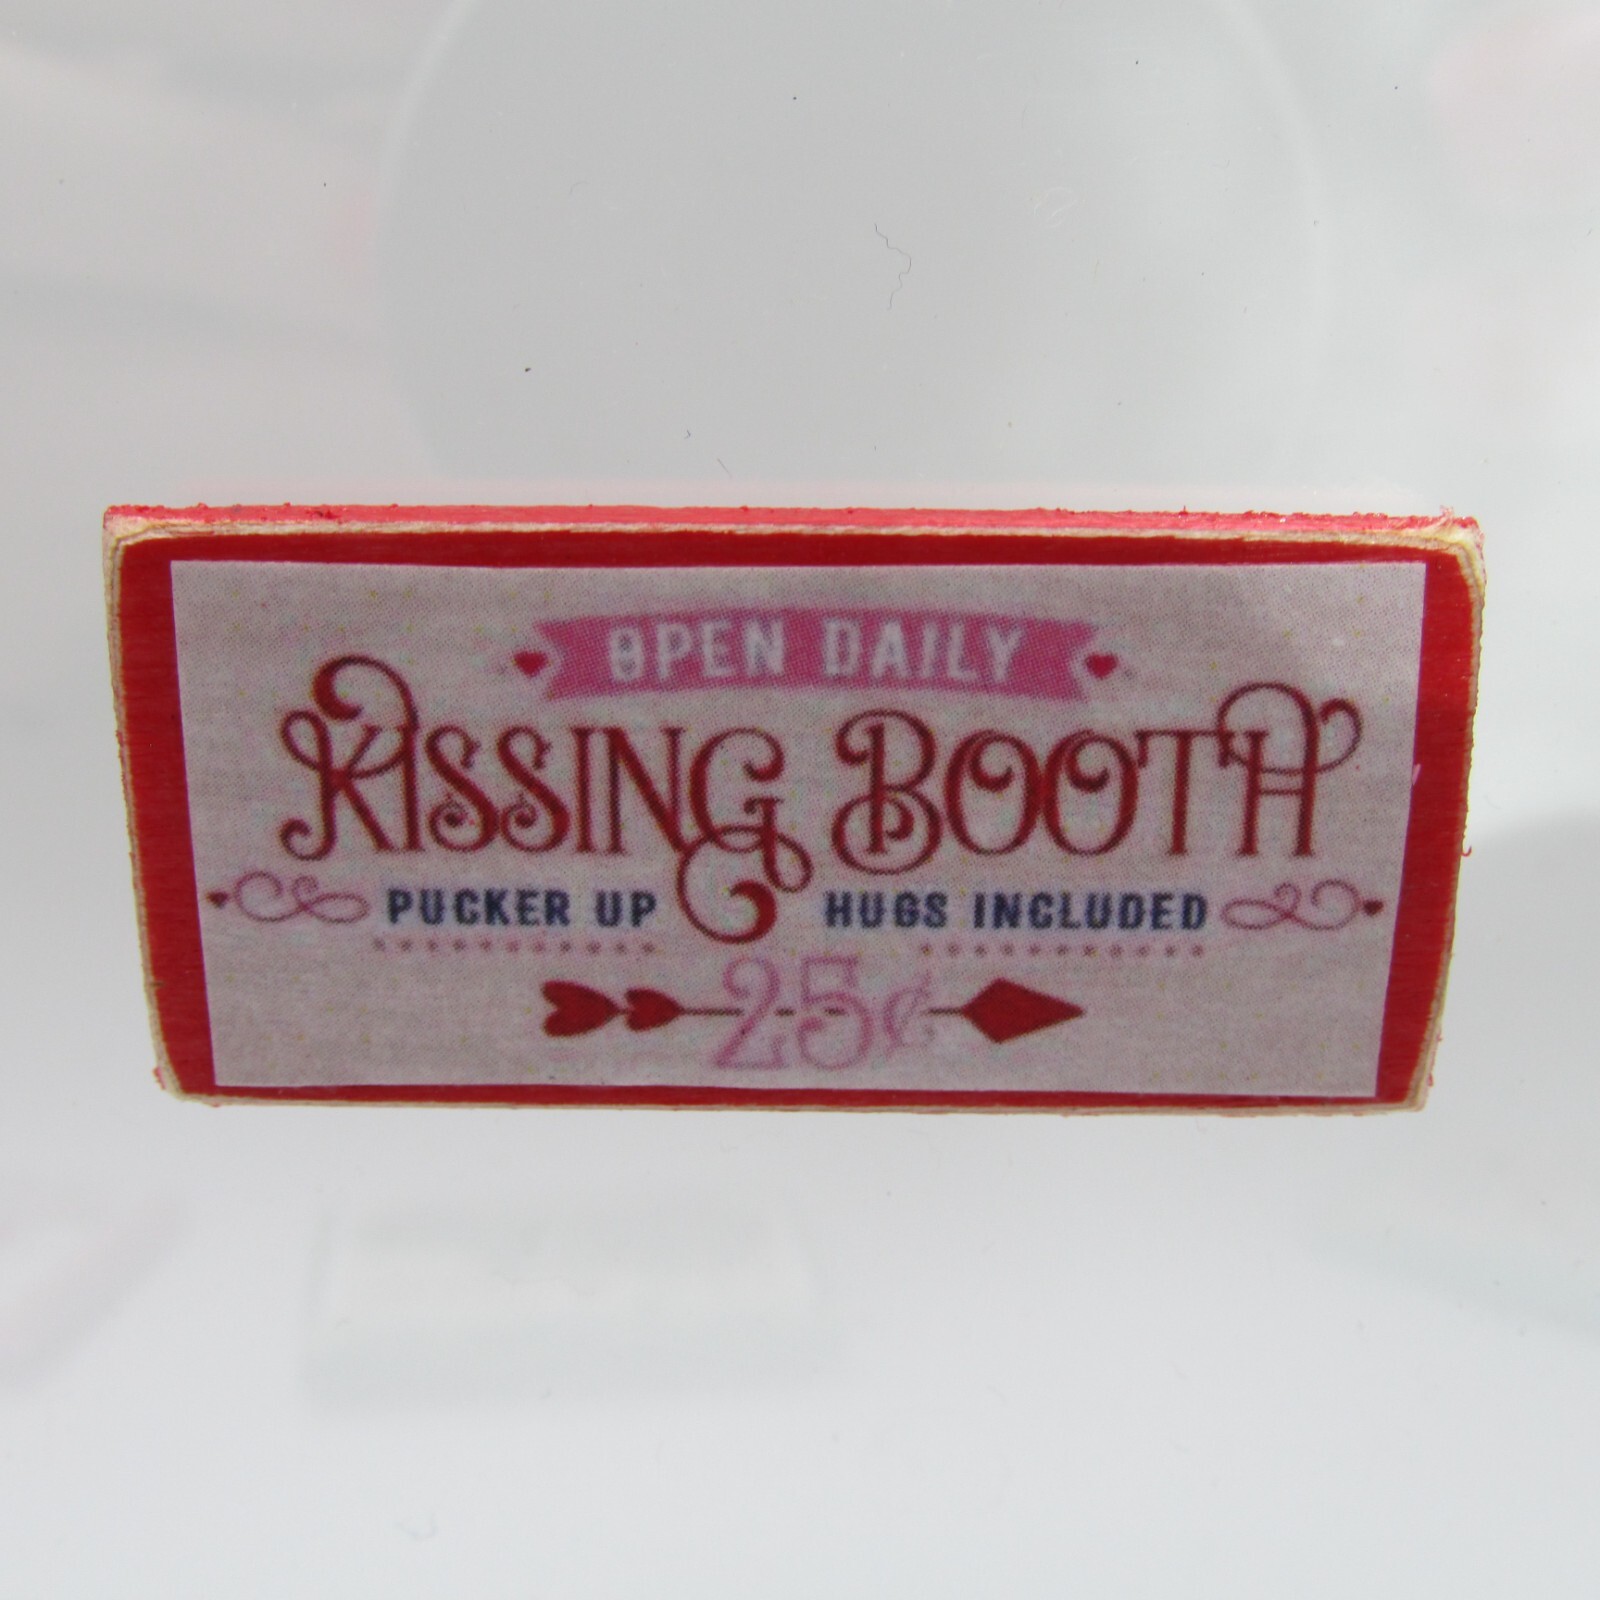 OPEN DAILY
KISSING BOOTH
PUCKER UP HUGS INCLUDED
25¢